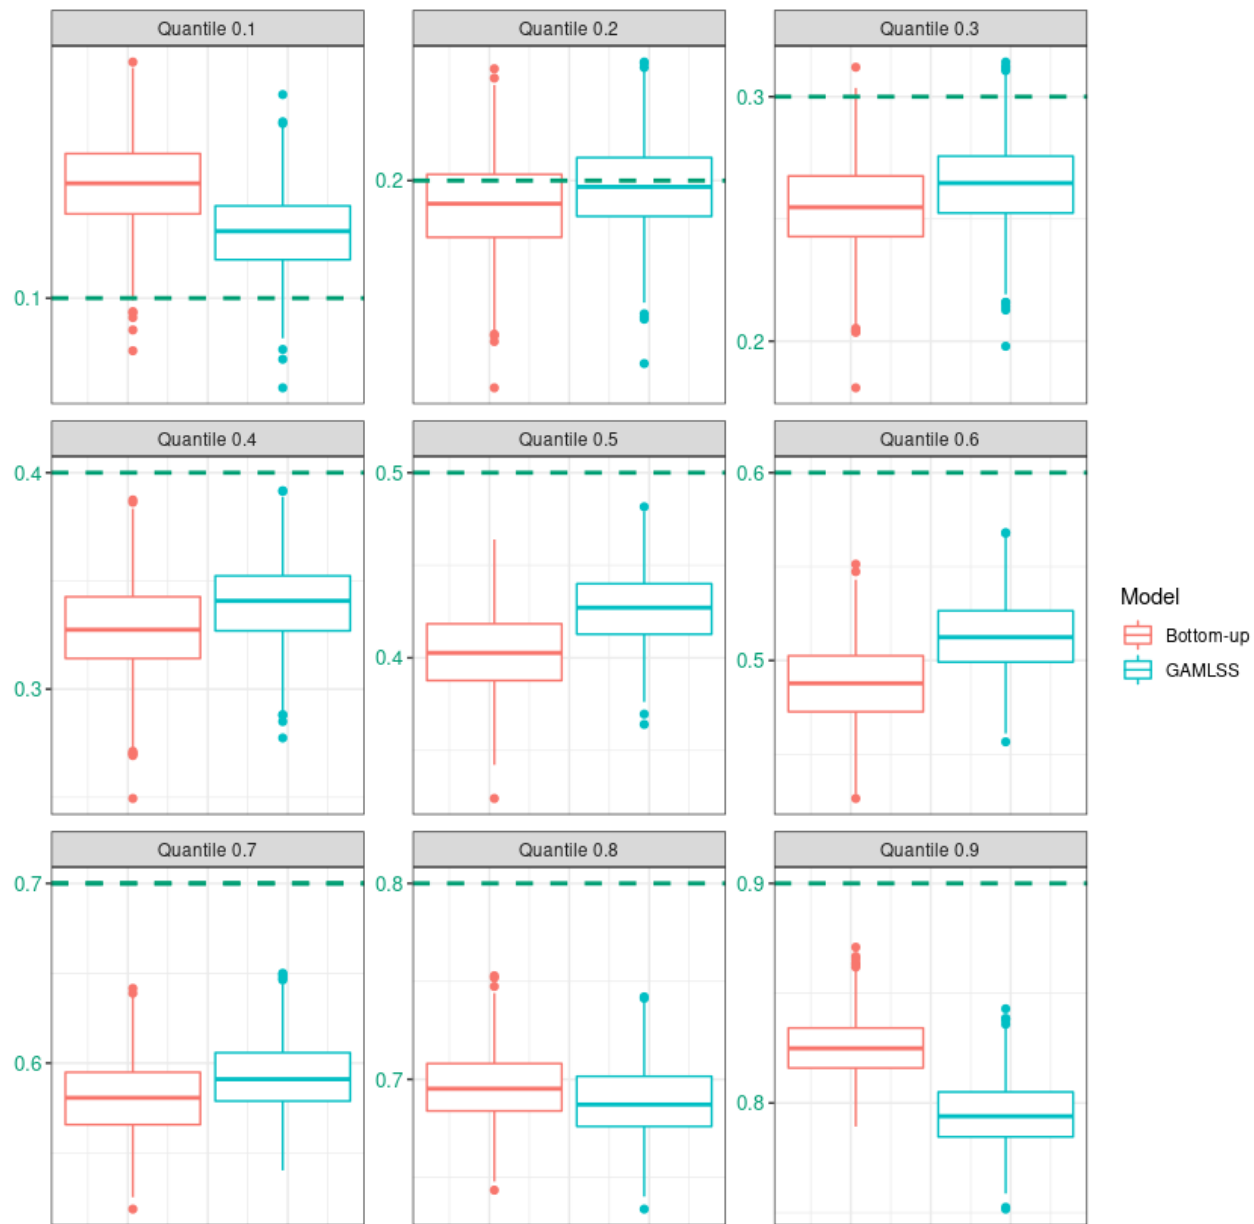 Quantile 0.1
Quantile 0.2
Quantile 0.3
0.1
0.2
0.3
0.2
Quantile 0.4
Quantile 0.5
Quantile 0.6
0.4
0.3
0.5
0.4
0.6
0.5
Model
Bottom-up
GAMLSS
Quantile 0.7
Quantile 0.8
Quantile 0.9
0.7
0.6
0.8
0.7
0.9
0.8